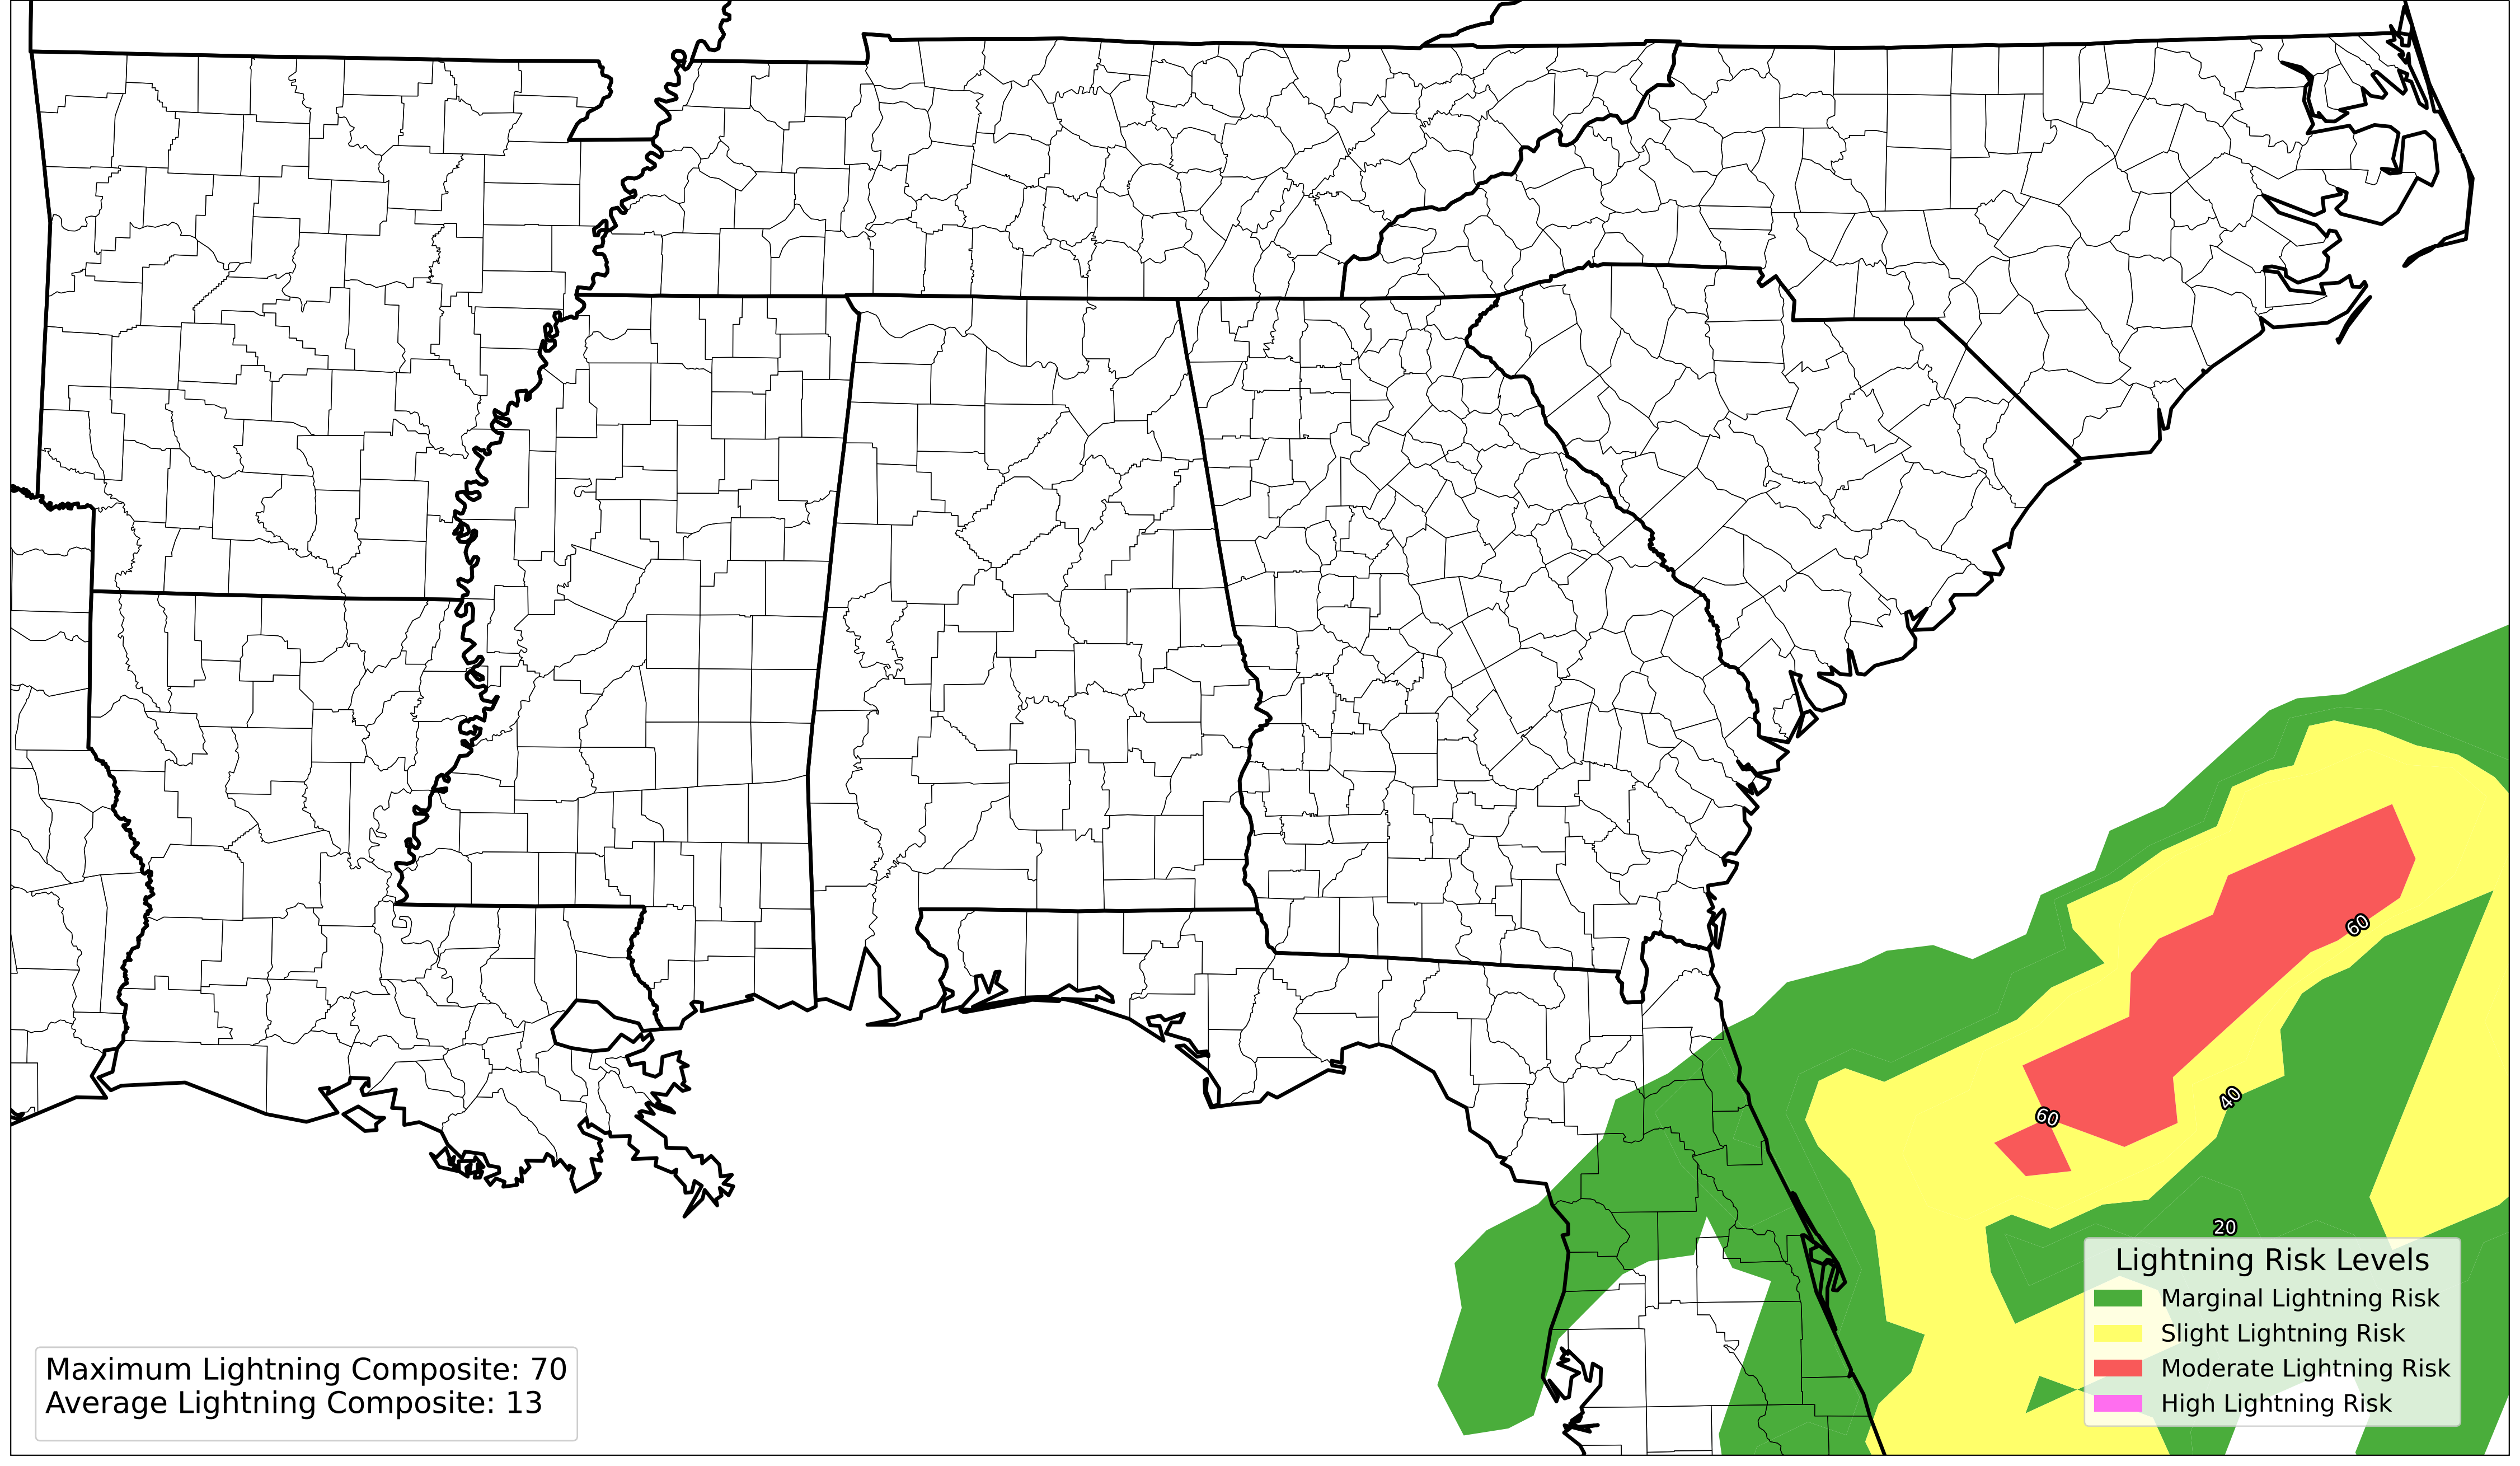 60
60
40
20
Lightning Risk Levels
Marginal Lightning Risk
Slight Lightning Risk
Moderate Lightning Risk
High Lightning Risk
Maximum Lightning Composite: 70
Average Lightning Composite: 13